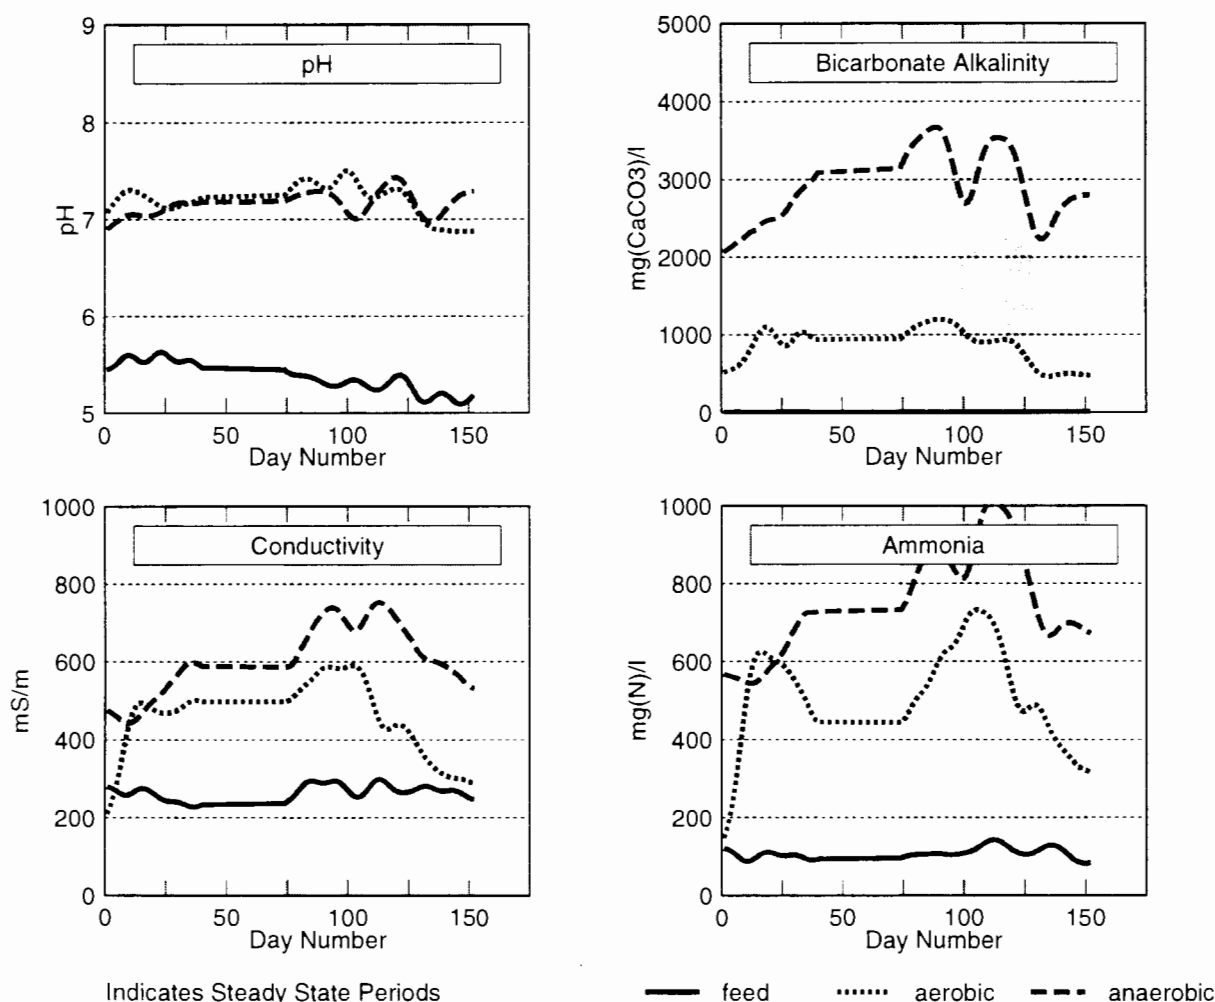 pH
9
8
7
6
5
pH
0 50 100 150
Day Number
Bicarbonate Alkalinity
5000
4000
3000
2000
1000
0
mg(CaCO3)/l
0 50 100 150
Day Number
Conductivity
1000
800
600
400
200
0
mS/m
0 50 100 150
Day Number
Ammonia
1000
800
600
400
200
0
mg(N)/l
0 50 100 150
Day Number
Indicates Steady State Periods
feed aerobic anaerobic